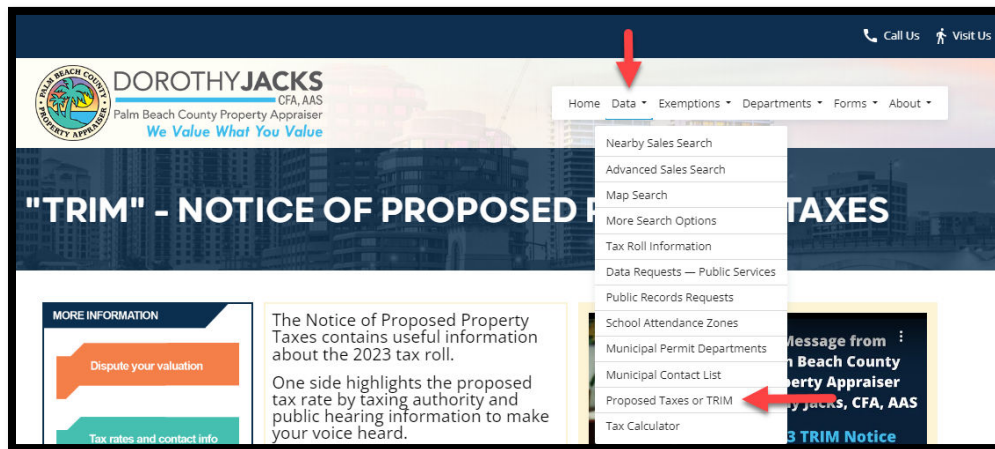 Call Us Visit Us
PALM BEACH COUNTY
PROPERTY APPRAISER
DOROTHY JACKS
CFA, AAS
Palm Beach County Property Appraiser
We Value What You Value
Home Data Exemptions Departments Forms About
Nearby Sales Search
Advanced Sales Search
Map Search
More Search Options
Tax Roll Information
Data Requests — Public Services
Public Records Requests
School Attendance Zones
Municipal Permit Departments
Municipal Contact List
Proposed Taxes or TRIM
Tax Calculator
"TRIM" - NOTICE OF PROPOSED TAXES
MORE INFORMATION
Dispute your valuation
Tax rates and contact info
The Notice of Proposed Property
Taxes contains useful information
about the 2023 tax roll.
One side highlights the proposed
tax rate by taxing authority and
public hearing information to make
your voice heard.
Message from
Beach County
Appraiser
Jacks, CFA, AAS
3 TRIM Notice